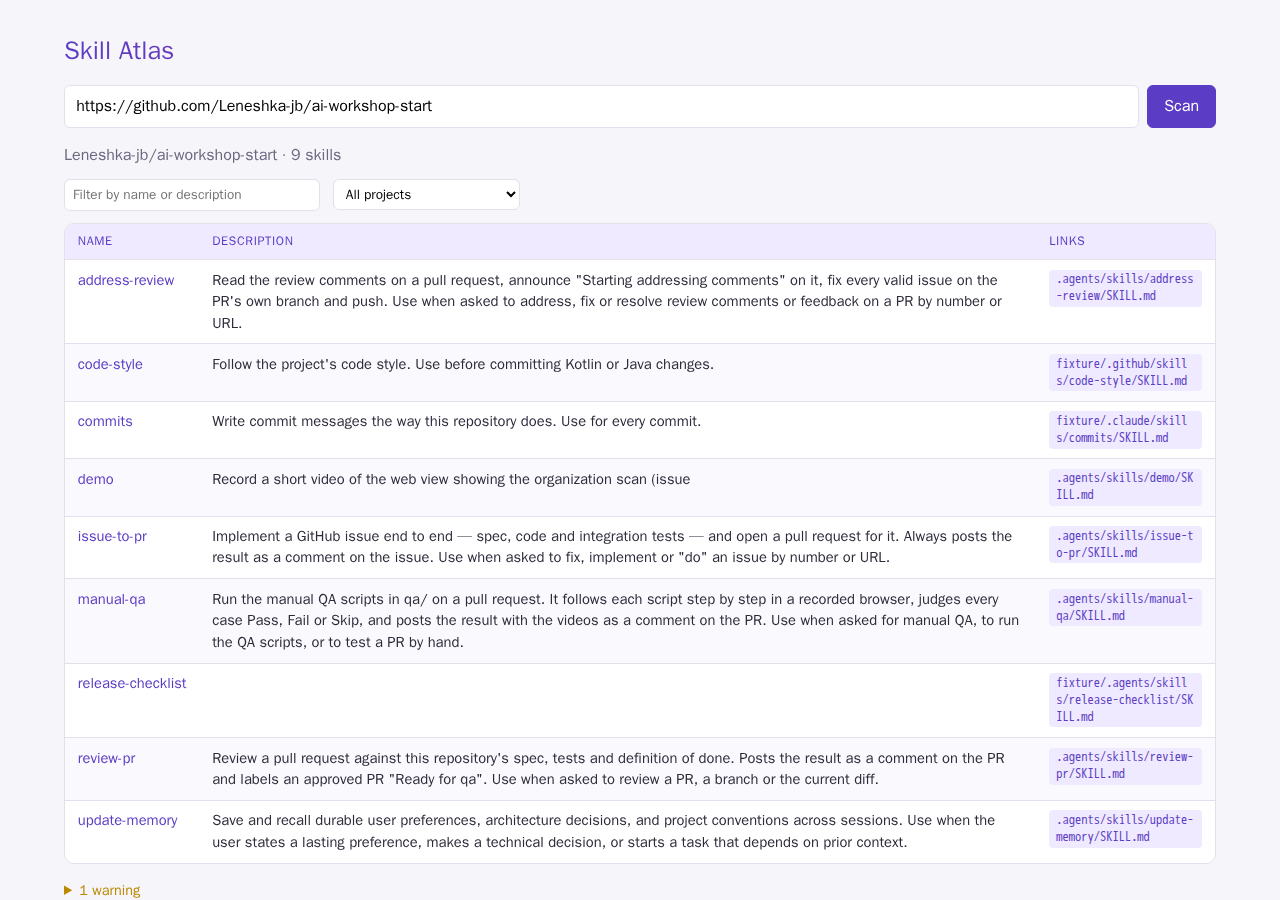 Skill Atlas
https://github.com/Leneshka-jb/ai-workshop-start
Scan
Leneshka-jb/ai-workshop-start · 9 skills
Filter by name or description
All projects
NAME
DESCRIPTION
LINKS
address-review
Read the review comments on a pull request, announce "Starting addressing comments" on it, fix every valid issue on the
PR's own branch and push. Use when asked to address, fix or resolve review comments or feedback on a PR by number or
URL.
.agents/skills/address
-review/SKILL.md
code-style
Follow the project's code style. Use before committing Kotlin or Java changes.
fixture/.github/skill
s/code-style/SKILL.md
commits
Write commit messages the way this repository does. Use for every commit.
fixture/.claude/skill
s/commits/SKILL.md
demo
Record a short video of the web view showing the organization scan (issue
.agents/skills/demo/SK
ILL.md
issue-to-pr
Implement a GitHub issue end to end — spec, code and integration tests — and open a pull request for it. Always posts the
result as a comment on the issue. Use when asked to fix, implement or "do" an issue by number or URL.
.agents/skills/issue-t
o-pr/SKILL.md
manual-qa
Run the manual QA scripts in qa/ on a pull request. It follows each script step by step in a recorded browser, judges every
case Pass, Fail or Skip, and posts the result with the videos as a comment on the PR. Use when asked for manual QA, to run
the QA scripts, or to test a PR by hand.
.agents/skills/manual-
qa/SKILL.md
release-checklist
fixture/.agents/skill
s/release-checklist/SK
ILL.md
review-pr
Review a pull request against this repository's spec, tests and definition of done. Posts the result as a comment on the PR
and labels an approved PR "Ready for qa". Use when asked to review a PR, a branch or the current diff.
.agents/skills/review-
pr/SKILL.md
update-memory
Save and recall durable user preferences, architecture decisions, and project conventions across sessions. Use when the
user states a lasting preference, makes a technical decision, or starts a task that depends on prior context.
.agents/skills/update-
memory/SKILL.md
1 warning